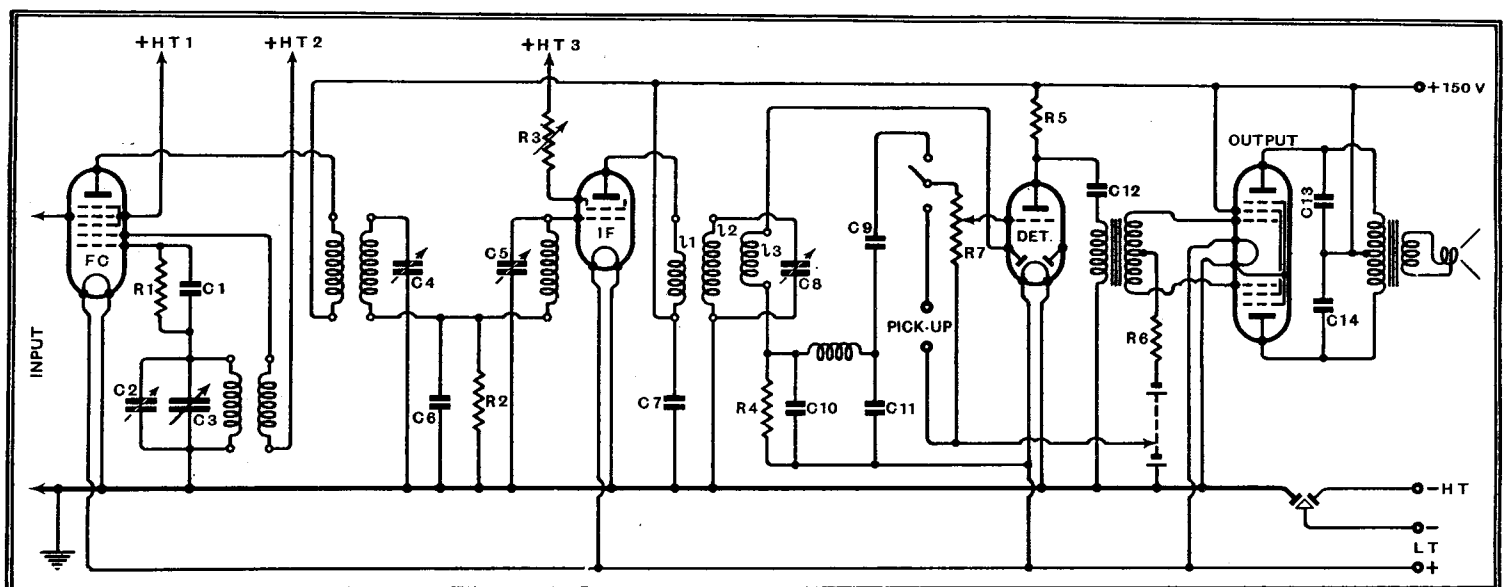 +HT1
+HT2
+HT3
+150 V
R3
R5
OUTPUT
C13
C12
FC
IF
C5
C4
C9
l1
l2
l3
C8
R7
DET.
R1
C1
PICK-UP
R6
C14
INPUT
C2
C3
C6
R2
C7
R4
C10
C11
-HT
-
LT
+